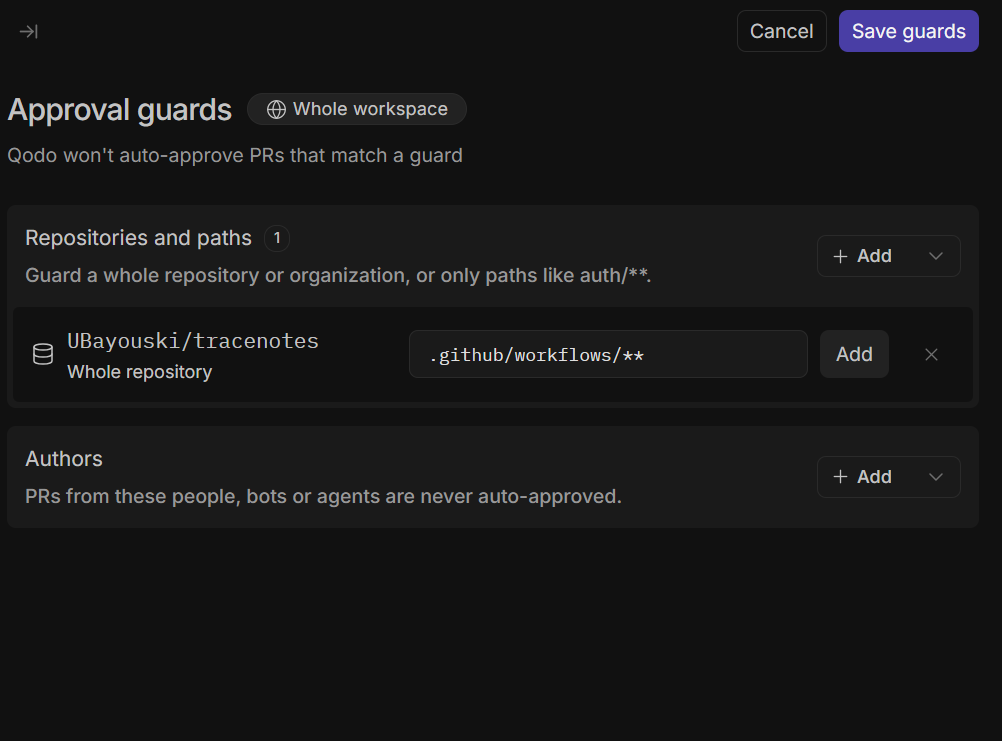 Cancel
Save guards
Approval guards
Whole workspace
Qodo won't auto-approve PRs that match a guard
Repositories and paths 1
Guard a whole repository or organization, or only paths like auth/**.
+ Add
UBayouski/tracenotes
Whole repository
.github/workflows/**
Add
Authors
PRs from these people, bots or agents are never auto-approved.
+ Add